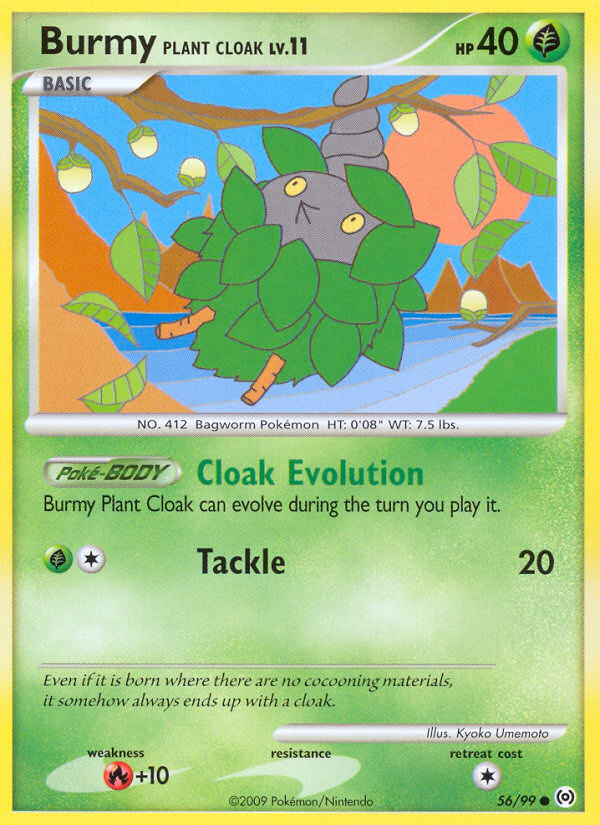 Burmy PLANT CLOAK LV.11 HP 40
BASIC
NO. 412 Bagworm Pokémon HT: 0'08" WT: 7.5 lbs.
Poké-BODY Cloak Evolution
Burmy Plant Cloak can evolve during the turn you play it.
Tackle 20
Even if it is born where there are no cocooning materials,
it somehow always ends up with a cloak.
Illus. Kyoko Umemoto
weakness resistance retreat cost
+10
©2009 Pokémon/Nintendo 56/99